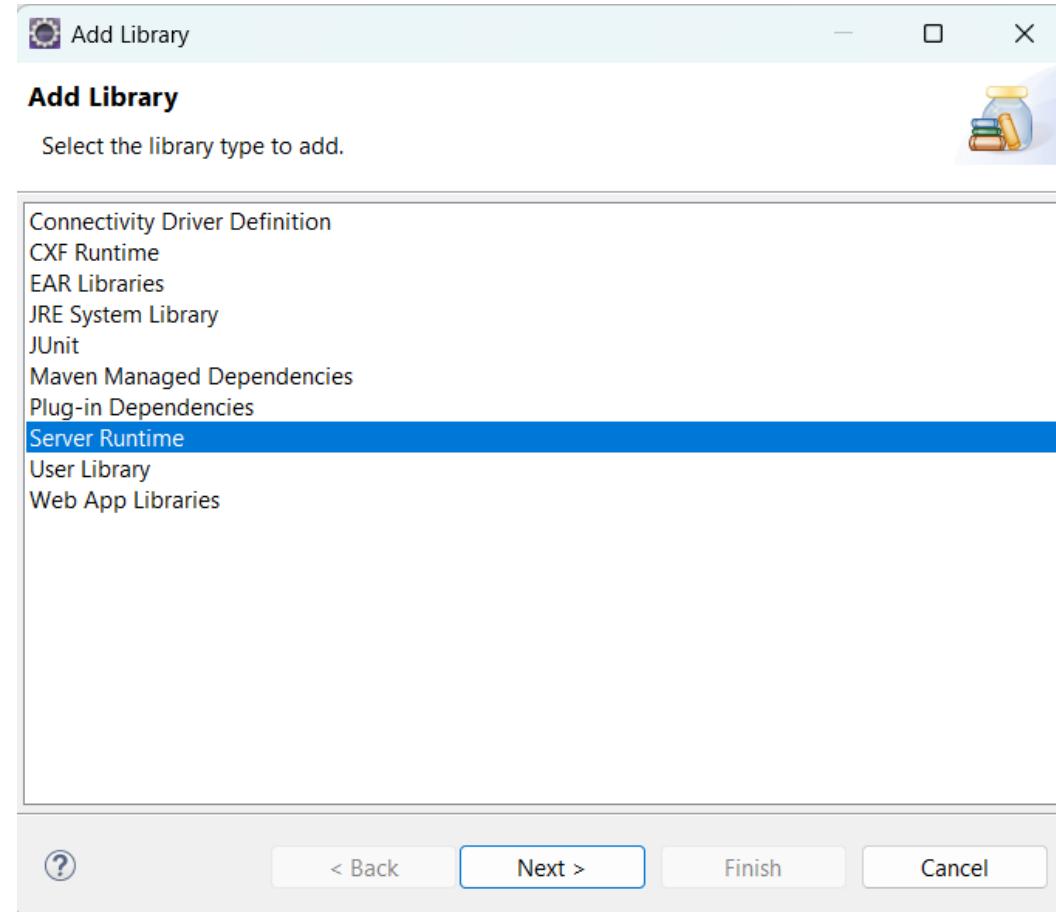 Add Library
Add Library
Select the library type to add.
Connectivity Driver Definition
CXF Runtime
EAR Libraries
JRE System Library
JUnit
Maven Managed Dependencies
Plug-in Dependencies
Server Runtime
User Library
Web App Libraries
? < Back Next > Finish Cancel